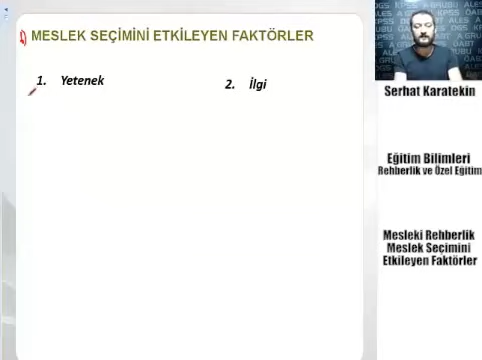 MESLEK SEÇİMİNİ ETKİLEYEN FAKTÖRLER
1. Yetenek
2. İlgi
Serhat Karatekin
Eğitim Bilimleri
Rehberlik ve Özel Eğitim
Mesleki Rehberlik
Meslek Seçimini
Etkileyen Faktörler